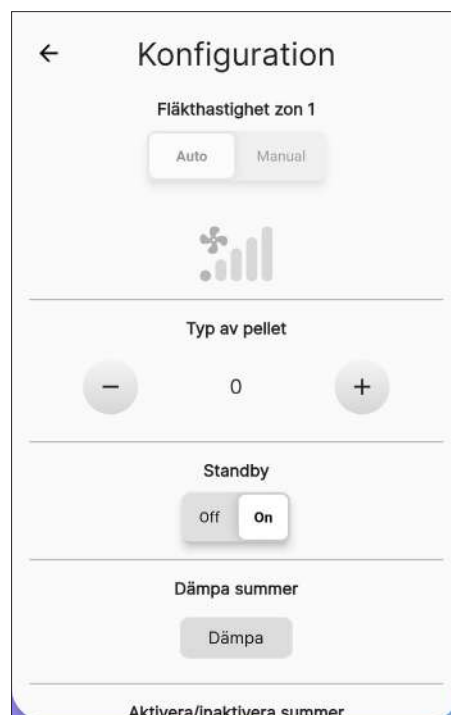 Konfiguration
Fläkthastighet zon 1
Auto Manual
Typ av pellet
− 0 +
Standby
Off On
Dämpa summer
Dämpa
Aktivera/inaktivera summer